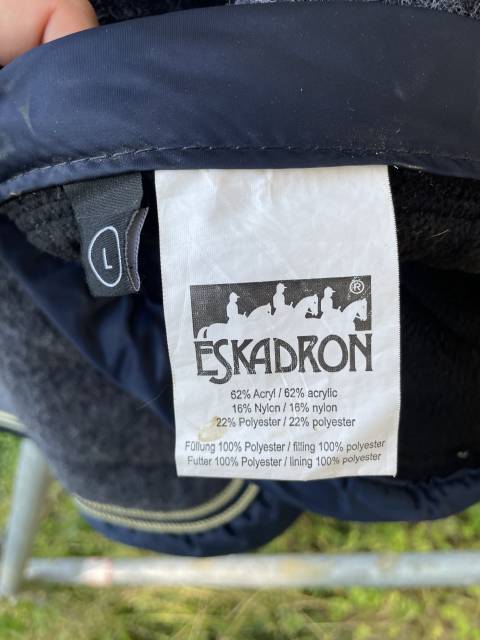 L
®
ESKADRON
62% Acryl / 62% acrylic
16% Nylon / 16% nylon
22% Polyester / 22% polyester
Füllung 100% Polyester / filling 100% polyester
Futter 100% Polyester / lining 100% polyester